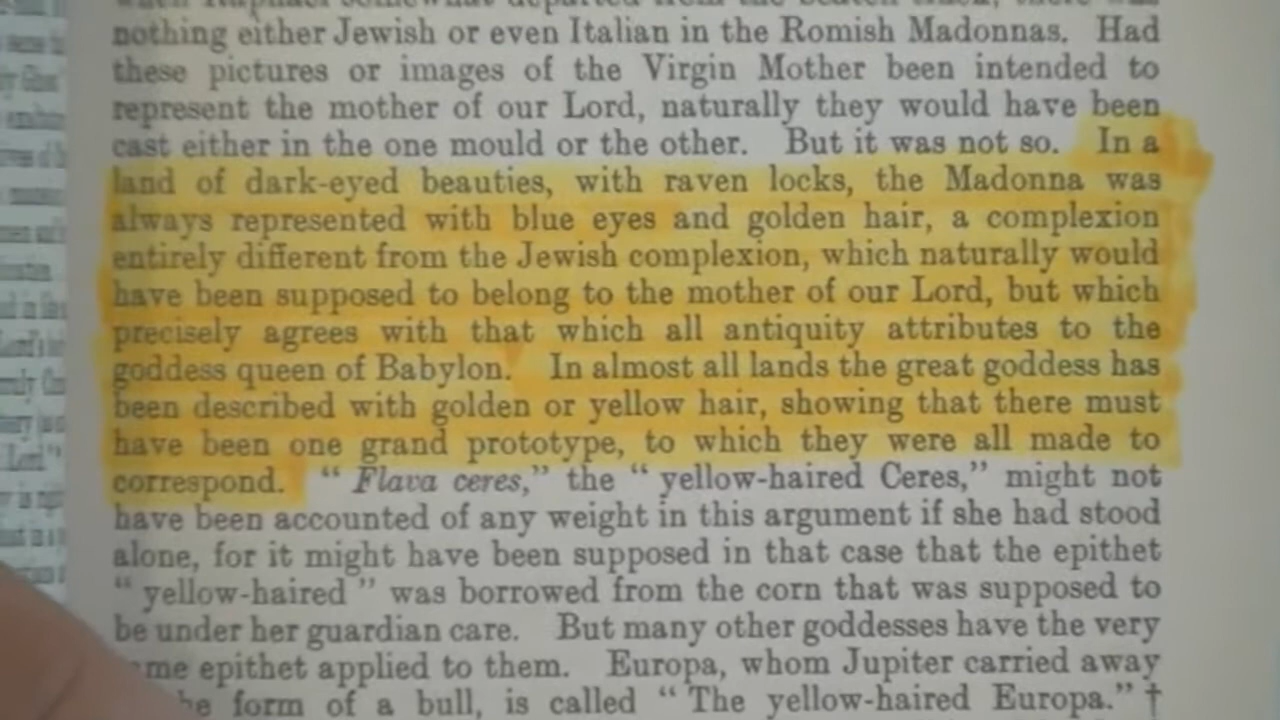 nothing either Jewish or even Italian in the Romish Madonnas. Had
these pictures or images of the Virgin Mother been intended to
represent the mother of our Lord, naturally they would have been
cast either in the one mould or the other. But it was not so. In a
land of dark-eyed beauties, with raven locks, the Madonna was
always represented with blue eyes and golden hair, a complexion
entirely different from the Jewish complexion, which naturally would
have been supposed to belong to the mother of our Lord, but which
precisely agrees with that which all antiquity attributes to the
goddess queen of Babylon. In almost all lands the great goddess has
been described with golden or yellow hair, showing that there must
have been one grand prototype, to which they were all made to
correspond. "Flava ceres," the "yellow-haired Ceres," might not
have been accounted of any weight in this argument if she had stood
alone, for it might have been supposed in that case that the epithet
"yellow-haired" was borrowed from the corn that was supposed to
be under her guardian care. But many other goddesses have the very
epithet applied to them. Europa, whom Jupiter carried away
form of a bull, is called "The yellow-haired Europa." †